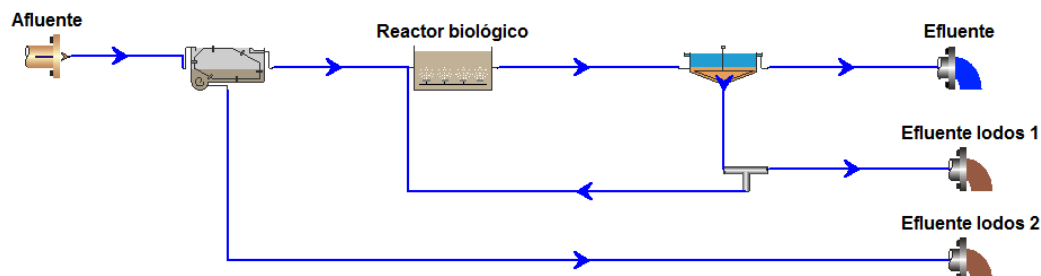 Afluente
Reactor biológico
Efluente
Efluente lodos 1
Efluente lodos 2